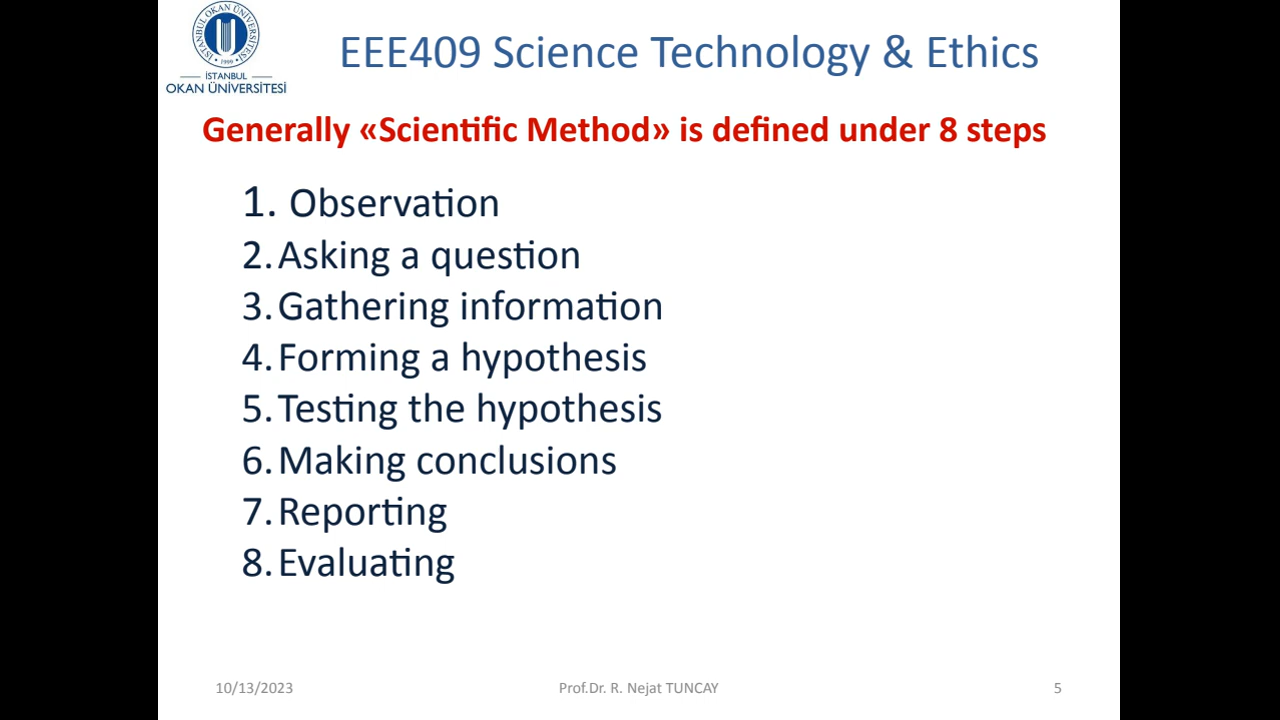 İSTANBUL OKAN ÜNİVERSİTESİ
1999
İSTANBUL
OKAN ÜNİVERSİTESİ
EEE409 Science Technology & Ethics
Generally «Scientific Method» is defined under 8 steps
1. Observation
2. Asking a question
3. Gathering information
4. Forming a hypothesis
5. Testing the hypothesis
6. Making conclusions
7. Reporting
8. Evaluating
10/13/2023 Prof.Dr. R. Nejat TUNCAY 5